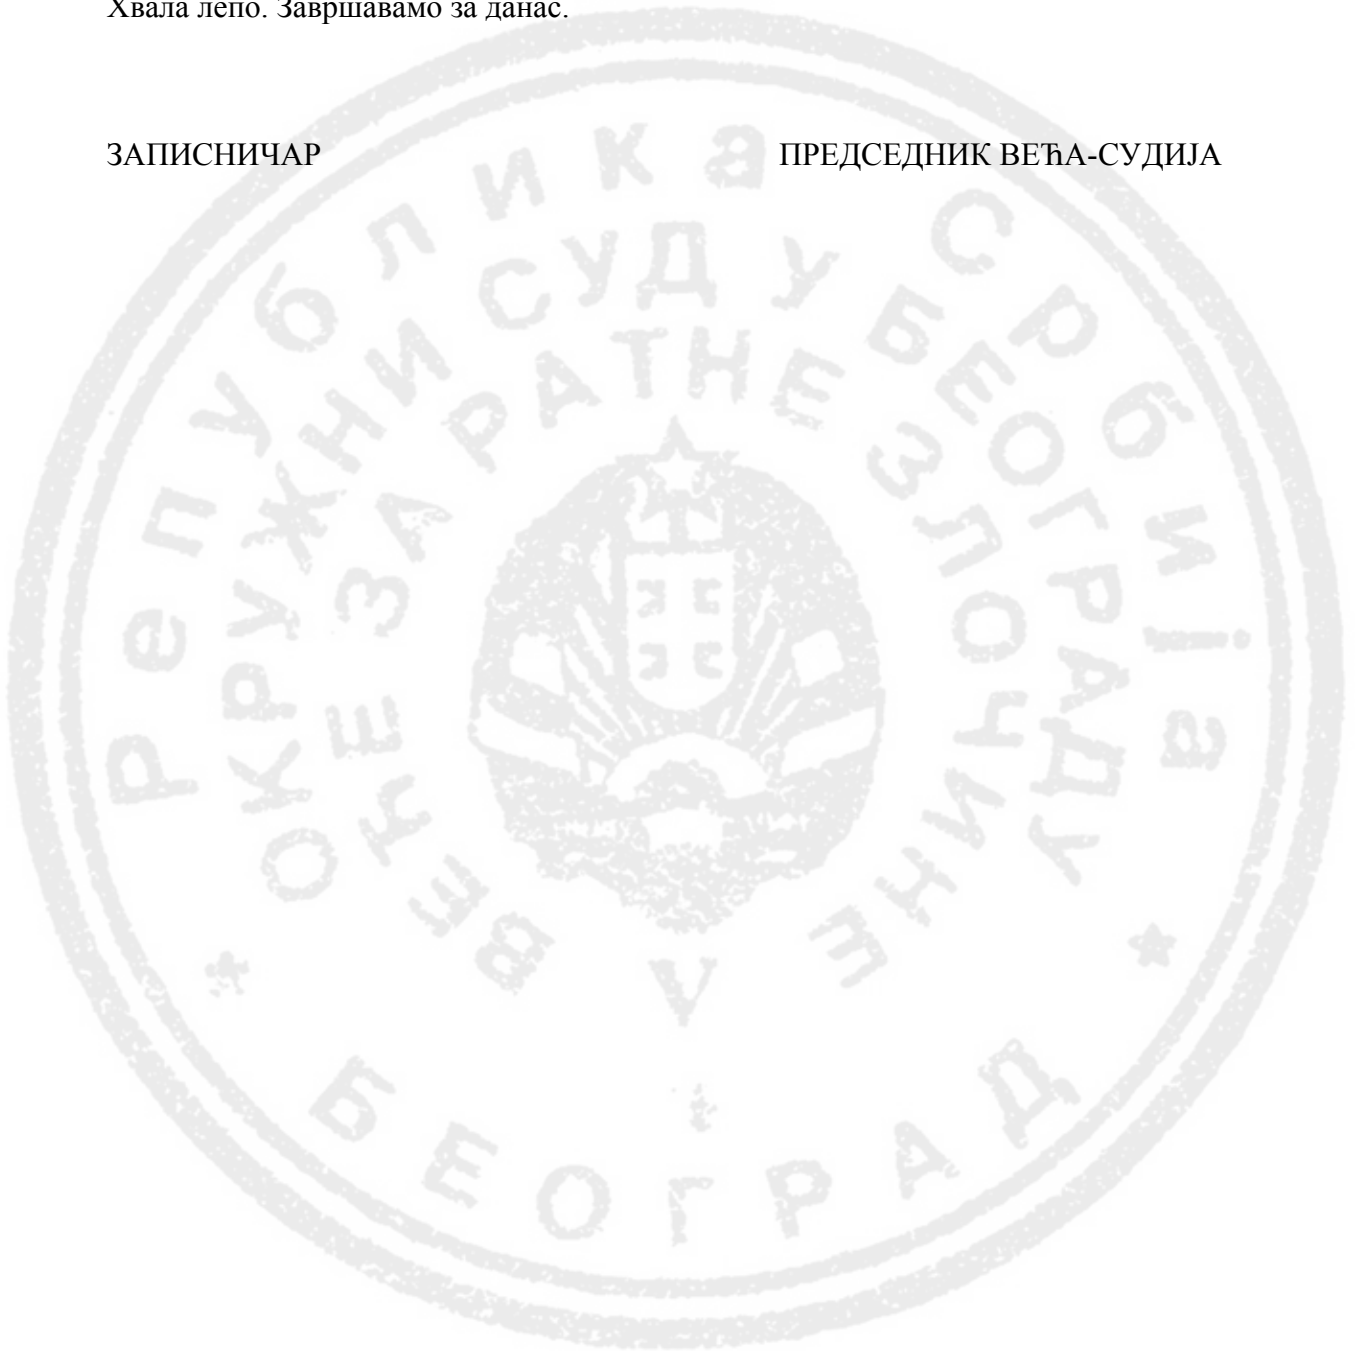 Хвала лепо. Завршавамо за данас.
ЗАПИСНИЧАР ПРЕДСЕДНИК ВЕЋА-СУДИЈА
Република Србија
ОКРУЖНИ СУД У БЕОГРАДУ
ВЕЋЕ ЗА РАТНЕ ЗЛОЧИНЕ
V
БЕОГРАД